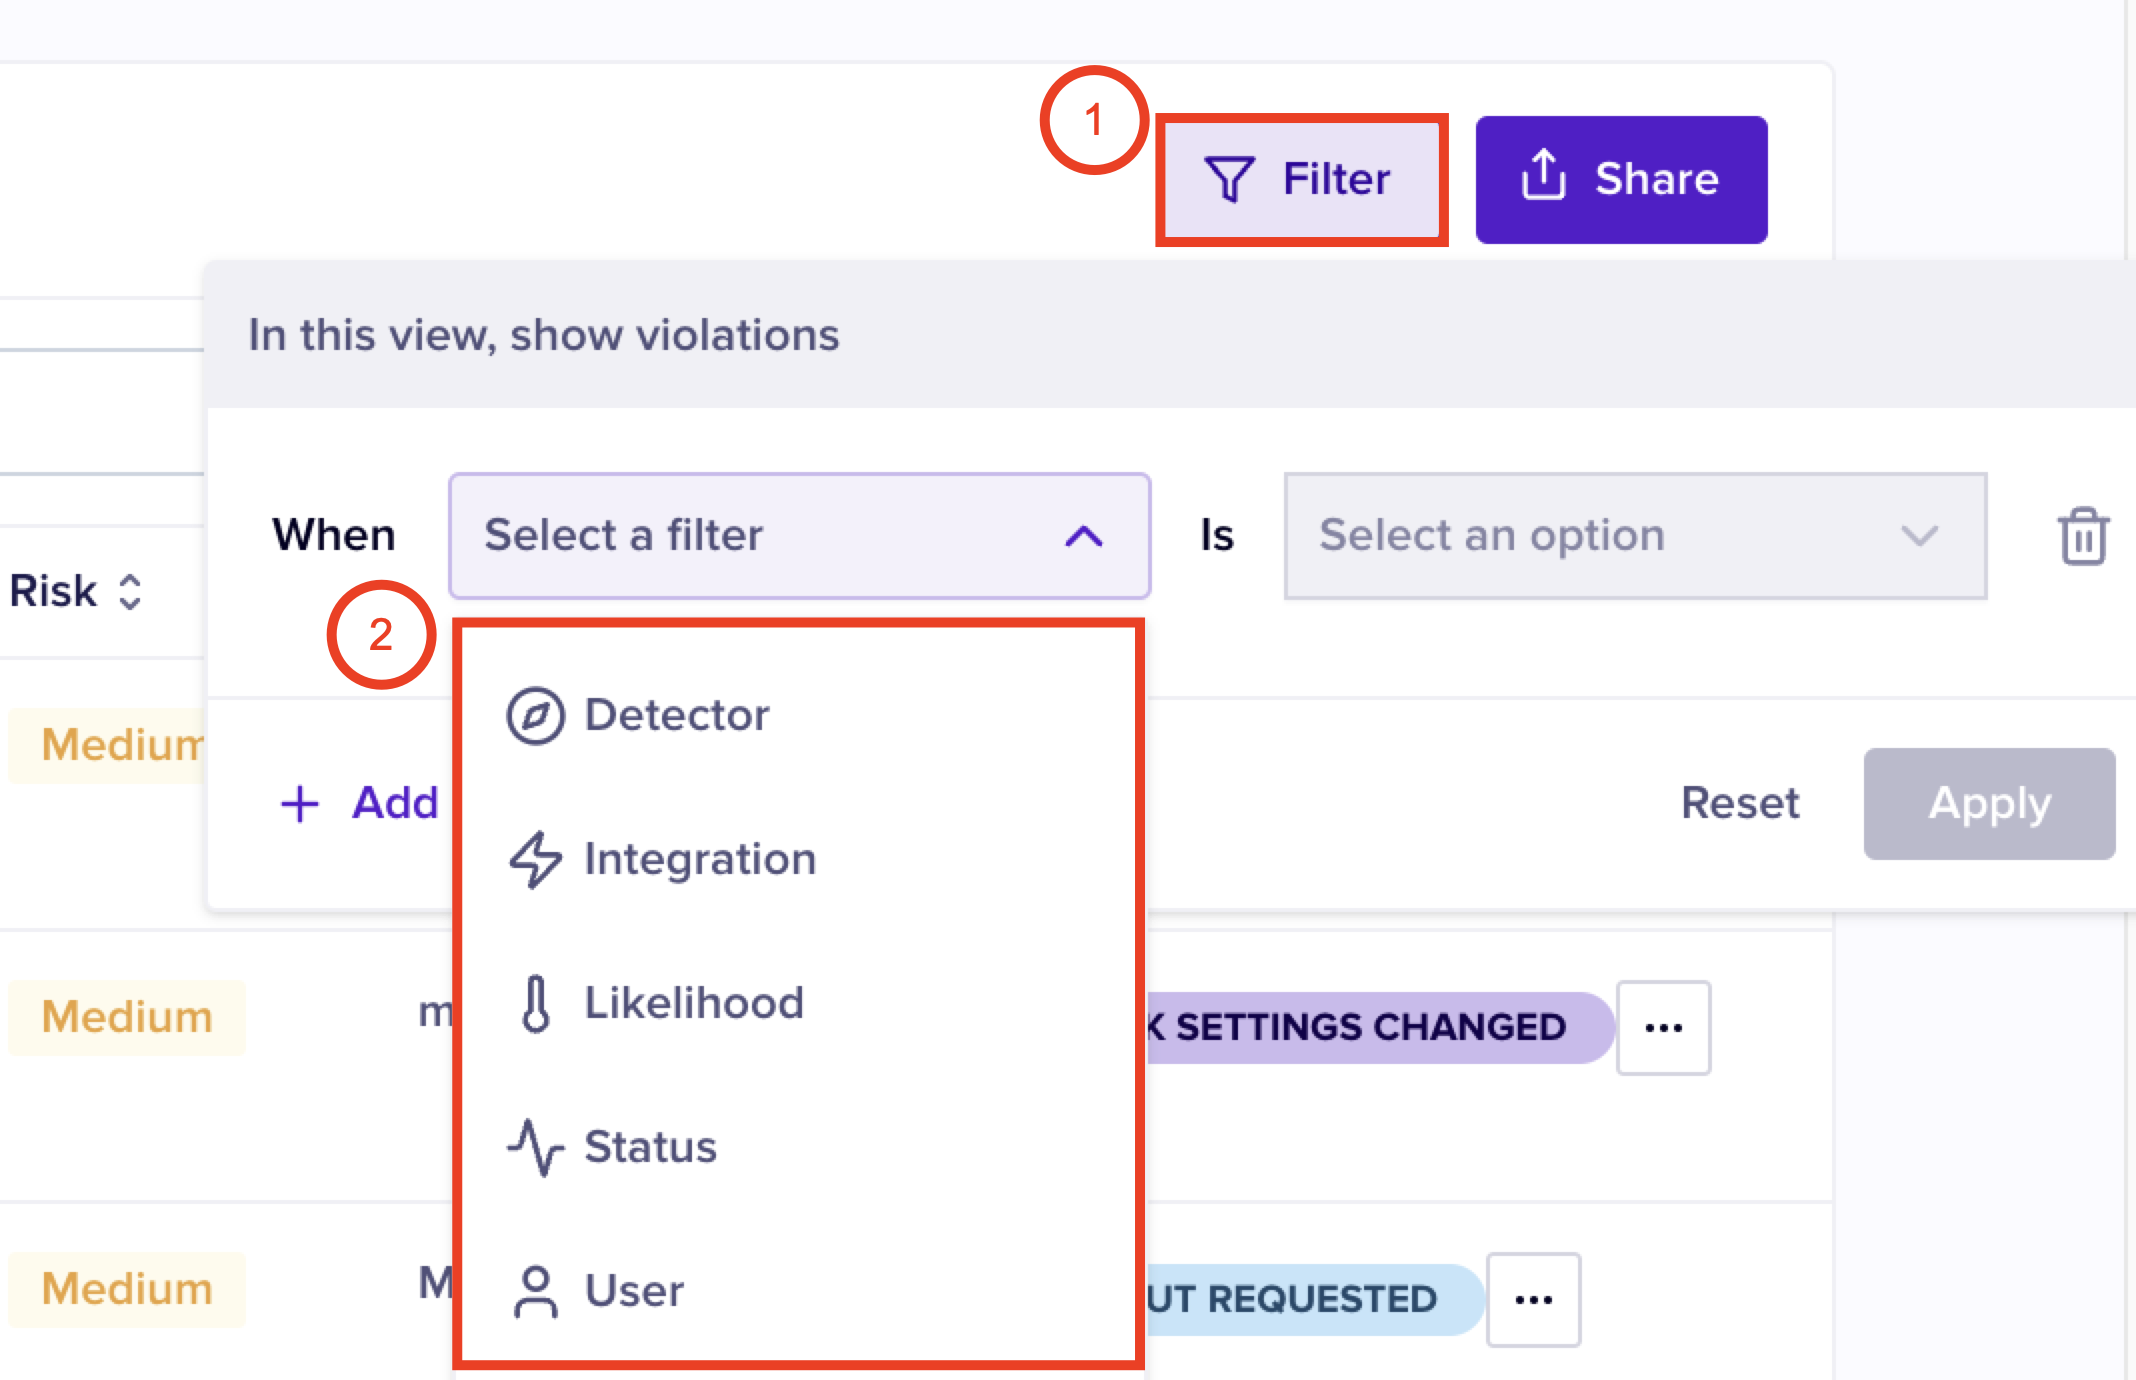 1
Filter
Share
In this view, show violations
When
Select a filter
Is
Select an option
Risk
2
Medium
Detector
+ Add
Integration
Reset
Apply
Medium
Likelihood
SETTINGS CHANGED
...
Status
Medium
User
REQUESTED
...